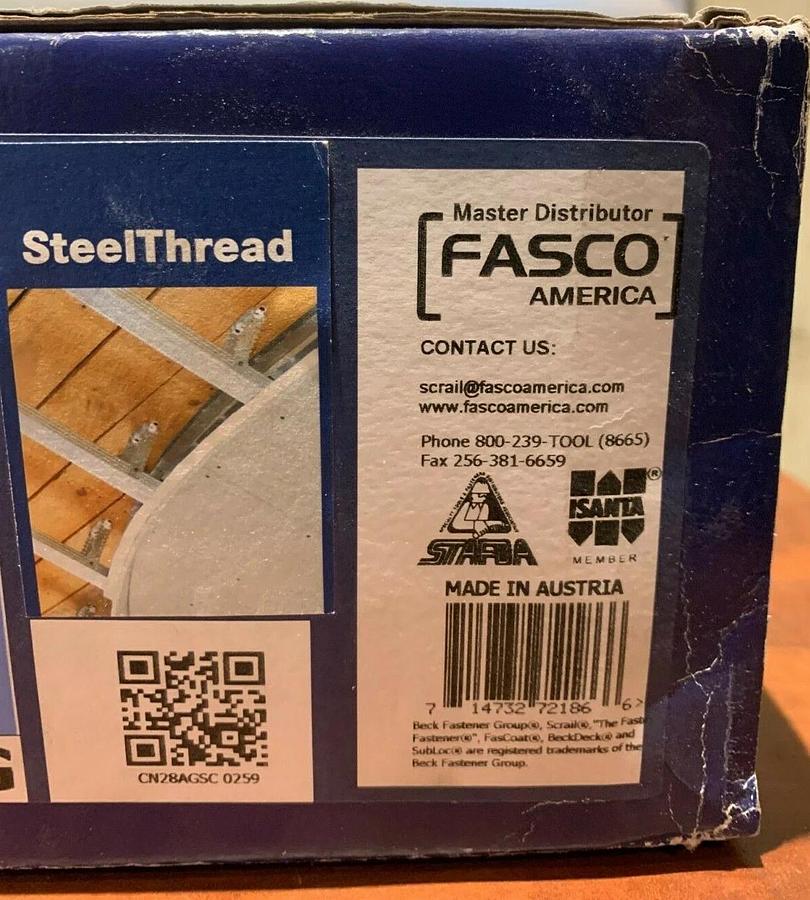 SteelThread
Master Distributor
FASCO
AMERICA
CONTACT US:
scrail@fascoamerica.com
www.fascoamerica.com
Phone 800-239-TOOL (8665)
Fax 256-381-6659
STAFDA
ISANTA®
MEMBER
MADE IN AUSTRIA
7 14732 72186 6>
Beck Fastener Group®, Scrail®, "The Faste
Fastener®", FasCoat®, BeckDeck® and
SubLoc® are registered trademarks of the
Beck Fastener Group.
CN28AGSC 0259